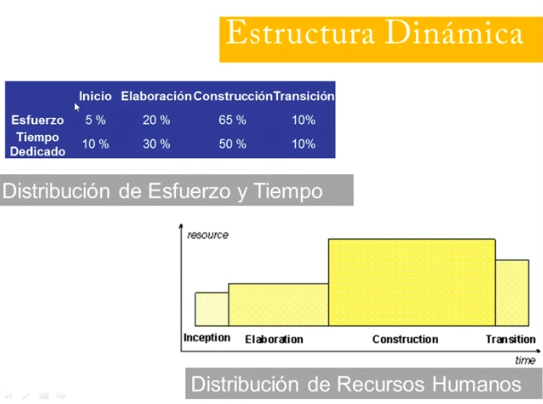 Estructura Dinámica
Inicio Elaboración Construcción Transición
Esfuerzo 5 % 20 % 65 % 10%
Tiempo
Dedicado 10 % 30 % 50 % 10%
Distribución de Esfuerzo y Tiempo
resource
Inception Elaboration Construction Transition
time
Distribución de Recursos Humanos